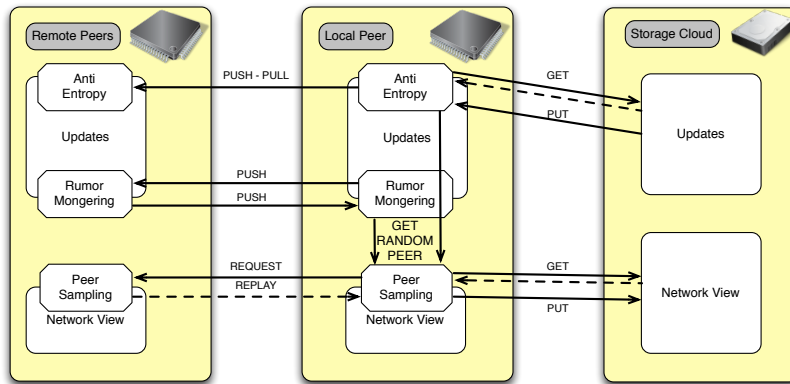 Remote Peers
Local Peer
Storage Cloud
Anti
Entropy
Updates
Rumor
Mongering
Peer
Sampling
Network View
PUSH - PULL
PUSH
PUSH
REQUEST
REPLAY
Anti
Entropy
Updates
Rumor
Mongering
GET
RANDOM
PEER
Peer
Sampling
Network View
GET
PUT
GET
PUT
Updates
Network View